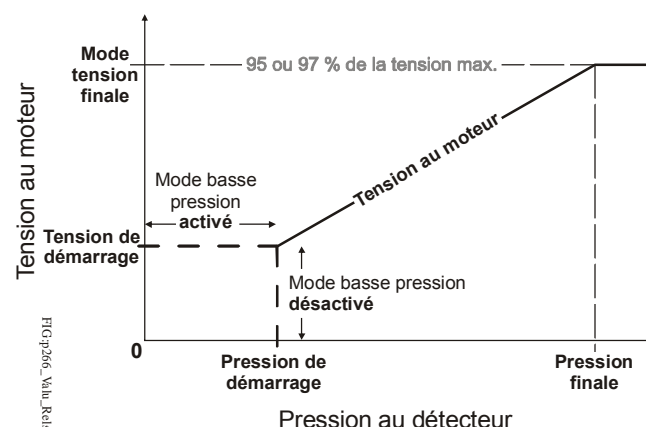 Mode
tension
finale
95 ou 97 % de la tension max.
Tension au moteur
Tension au moteur
Mode basse
pression
activé
Tension de
démarrage
Mode basse pression
désactivé
0
Pression de
démarrage
Pression
finale
Pression au détecteur